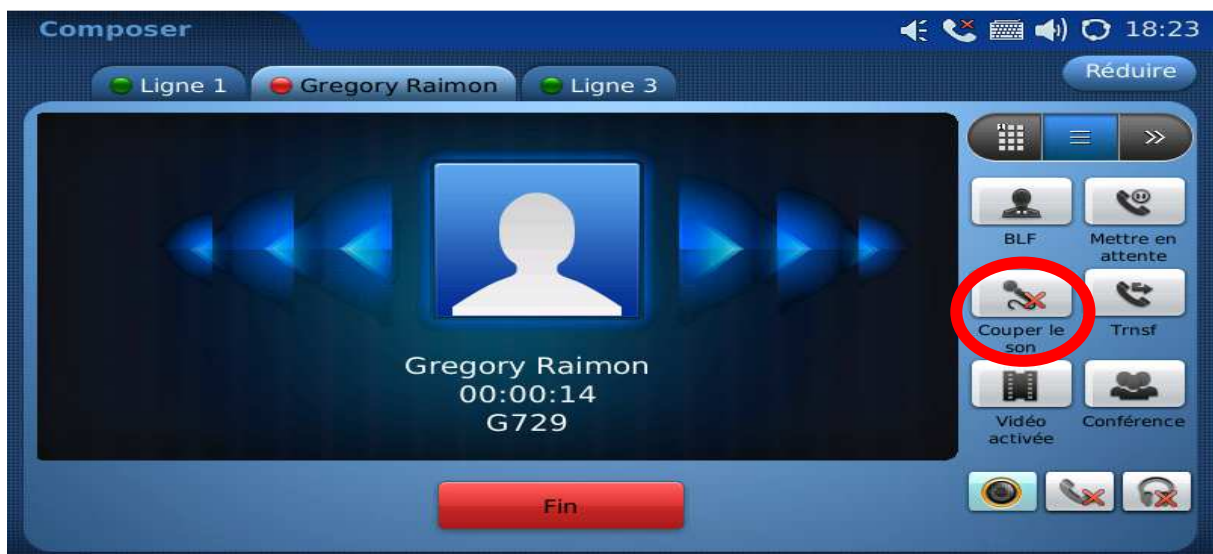 Composer
18:23
Ligne 1
Gregory Raimon
Ligne 3
Réduire
BLF
Mettre en
attente
Couper le
son
Trnsf
Gregory Raimon
00:00:14
G729
Vidéo
activée
Conférence
Fin